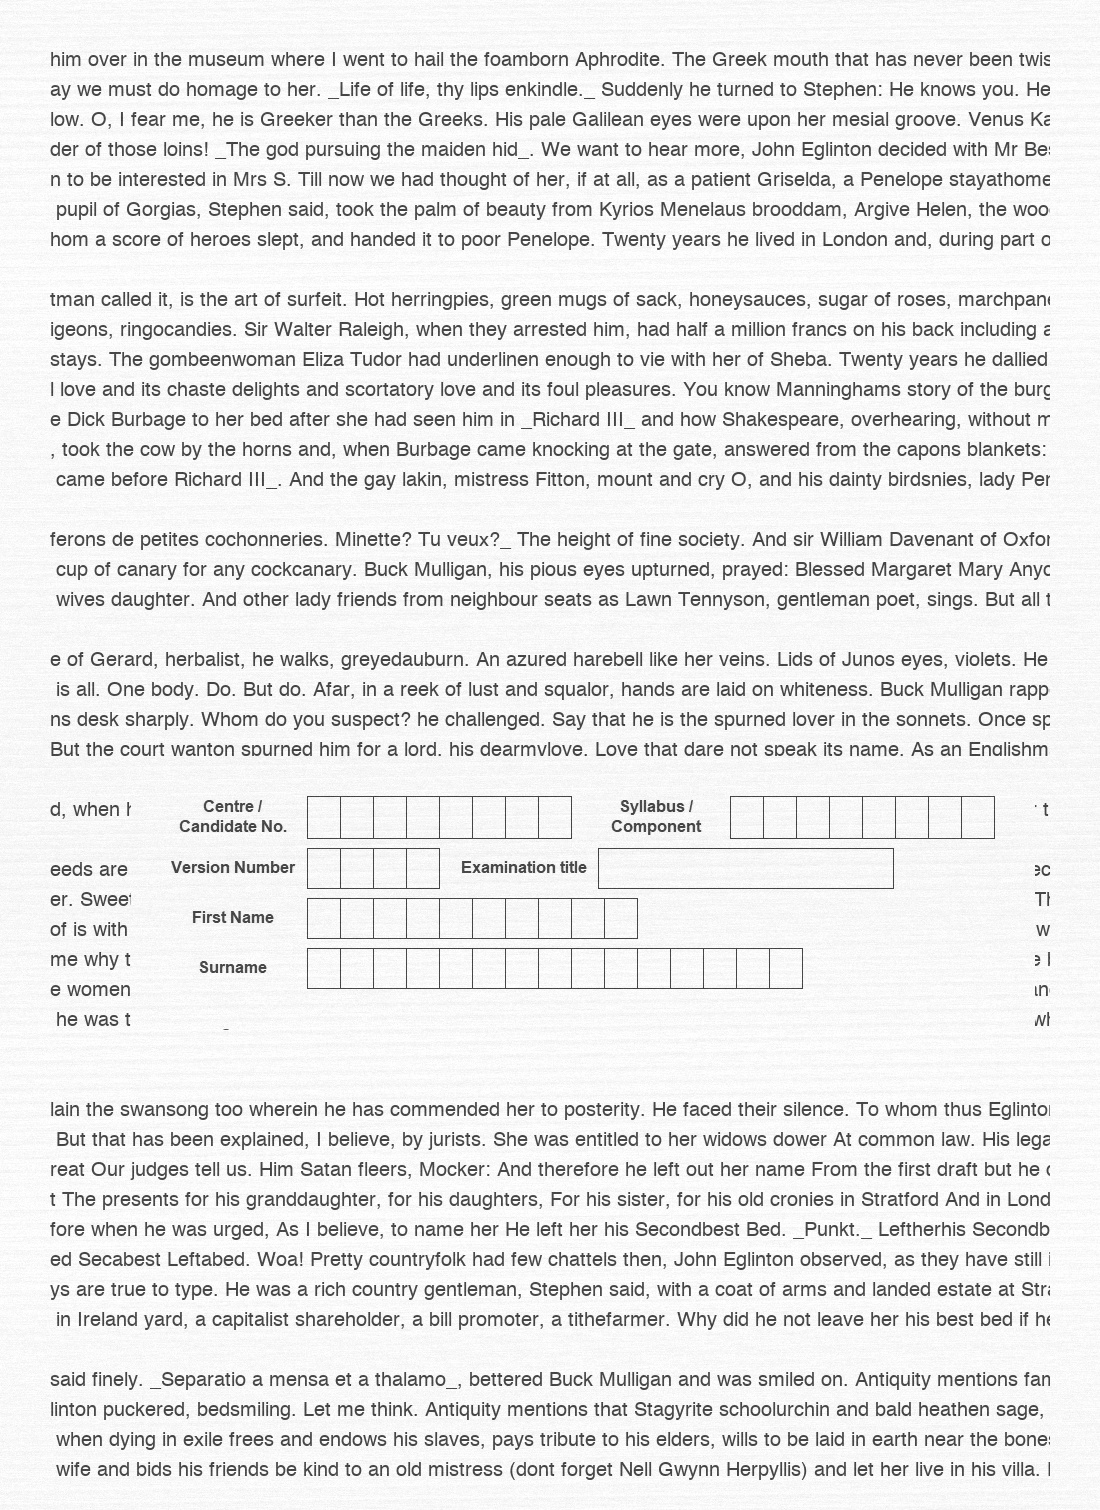 him over in the museum where I went to hail the foamborn Aphrodite. The Greek mouth that has never been twis
ay we must do homage to her. _Life of life, thy lips enkindle._ Suddenly he turned to Stephen: He knows you. He
low. O, I fear me, he is Greeker than the Greeks. His pale Galilean eyes were upon her mesial groove. Venus Ka
der of those loins! _The god pursuing the maiden hid_. We want to hear more, John Eglinton decided with Mr Bes
n to be interested in Mrs S. Till now we had thought of her, if at all, as a patient Griselda, a Penelope stayathome
pupil of Gorgias, Stephen said, took the palm of beauty from Kyrios Menelaus brooddam, Argive Helen, the woo
hom a score of heroes slept, and handed it to poor Penelope. Twenty years he lived in London and, during part o
tman called it, is the art of surfeit. Hot herringpies, green mugs of sack, honeysauces, sugar of roses, marchpane
igeons, ringocandies. Sir Walter Raleigh, when they arrested him, had half a million francs on his back including a
stays. The gombeenwoman Eliza Tudor had underlinen enough to vie with her of Sheba. Twenty years he dallied
l love and its chaste delights and scortatory love and its foul pleasures. You know Manninghams story of the burg
e Dick Burbage to her bed after she had seen him in _Richard III_ and how Shakespeare, overhearing, without m
, took the cow by the horns and, when Burbage came knocking at the gate, answered from the capons blankets:
came before Richard III_. And the gay lakin, mistress Fitton, mount and cry O, and his dainty birdsnies, lady Pen
ferons de petites cochonneries. Minette? Tu veux?_ The height of fine society. And sir William Davenant of Oxfor
cup of canary for any cockcanary. Buck Mulligan, his pious eyes upturned, prayed: Blessed Margaret Mary Anyc
wives daughter. And other lady friends from neighbour seats as Lawn Tennyson, gentleman poet, sings. But all t
e of Gerard, herbalist, he walks, greyedauburn. An azured harebell like her veins. Lids of Junos eyes, violets. He
is all. One body. Do. But do. Afar, in a reek of lust and squalor, hands are laid on whiteness. Buck Mulligan rapp
ns desk sharply. Whom do you suspect? he challenged. Say that he is the spurned lover in the sonnets. Once sp
But the court wanton spurned him for a lord, his dearmylove. Love that dare not speak its name. As an Englishm
d, when h
Centre / Candidate No.
Syllabus / Component
t
eeds are
Version Number
Examination title
ec
er. Sweet
Th
of is with
First Name
w
me why t
Surname
e women
he was t
wh
lain the swansong too wherein he has commended her to posterity. He faced their silence. To whom thus Eglinton
But that has been explained, I believe, by jurists. She was entitled to her widows dower At common law. His lega
reat Our judges tell us. Him Satan fleers, Mocker: And therefore he left out her name From the first draft but he d
t The presents for his granddaughter, for his daughters, For his sister, for his old cronies in Stratford And in Lond
fore when he was urged, As I believe, to name her He left her his Secondbest Bed. _Punkt._ Leftherhis Secondb
ed Secabest Leftabed. Woa! Pretty countryfolk had few chattels then, John Eglinton observed, as they have still i
ys are true to type. He was a rich country gentleman, Stephen said, with a coat of arms and landed estate at Stra
in Ireland yard, a capitalist shareholder, a bill promoter, a tithefarmer. Why did he not leave her his best bed if he
said finely. _Separatio a mensa et a thalamo_, bettered Buck Mulligan and was smiled on. Antiquity mentions fam
linton puckered, bedsmiling. Let me think. Antiquity mentions that Stagyrite schoolurchin and bald heathen sage,
when dying in exile frees and endows his slaves, pays tribute to his elders, wills to be laid in earth near the bones
wife and bids his friends be kind to an old mistress (dont forget Nell Gwynn Herpyllis) and let her live in his villa.